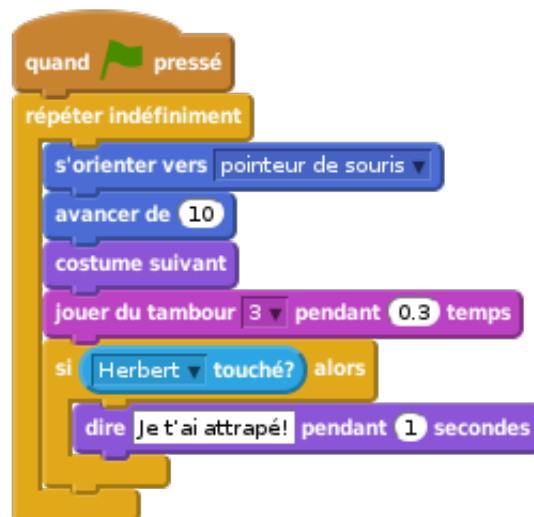 quand pressé
répéter indéfiniment
s'orienter vers pointeur de souris
avancer de 10
costume suivant
jouer du tambour 3 pendant 0.3 temps
si Herbert touché? alors
dire Je t'ai attrapé! pendant 1 secondes